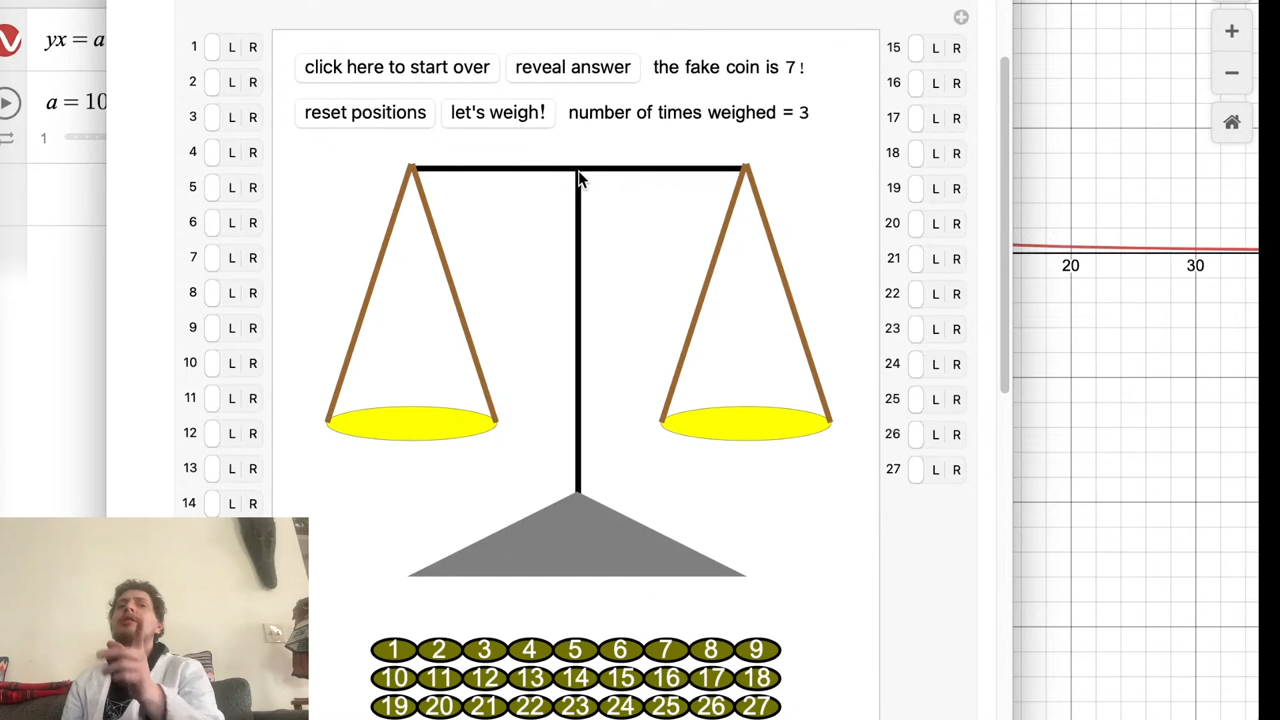 yx = a
a = 10
1
click here to start over reveal answer the fake coin is 7 !
reset positions let's weigh! number of times weighed = 3
1 L R
2 L R
3 L R
4 L R
5 L R
6 L R
7 L R
8 L R
9 L R
10 L R
11 L R
12 L R
13 L R
14 L R
15 L R
16 L R
17 L R
18 L R
19 L R
20 L R
21 L R
22 L R
23 L R
24 L R
25 L R
26 L R
27 L R
1 2 3 4 5 6 7 8 9
10 11 12 13 14 15 16 17 18
19 20 21 22 23 24 25 26 27
20 30